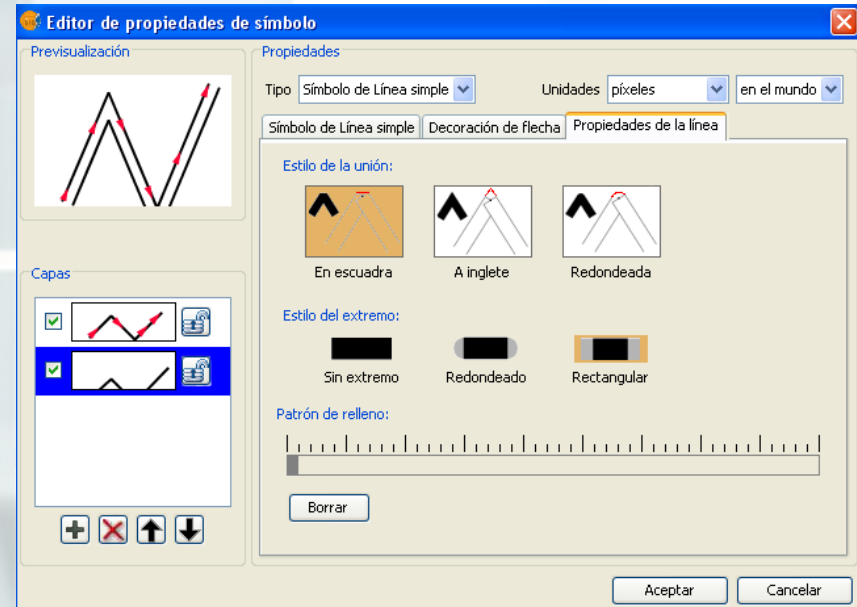 Editor de propiedades de símbolo
Previsualización
Propiedades
Tipo Símbolo de Línea simple Unidades píxeles en el mundo
Símbolo de Línea simple Decoración de flecha Propiedades de la línea
Estilo de la unión:
En escuadra A inglete Redondeada
Capas
Estilo del extremo:
Sin extremo Redondeado Rectangular
Patrón de relleno:
Borrar
Aceptar Cancelar